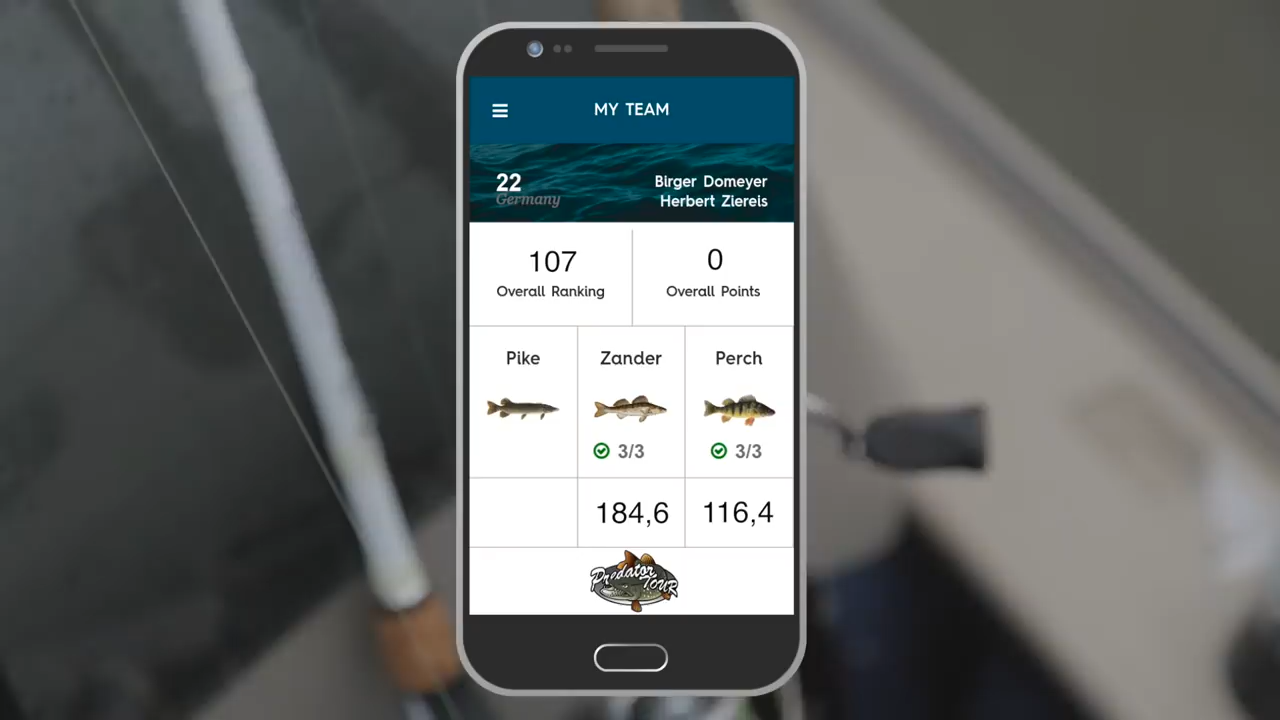 MY TEAM
22
Germany
Birger Domeyer
Herbert Ziereis
107
Overall Ranking
0
Overall Points
Pike
Zander
Perch
3/3
3/3
184,6
116,4
Predator
TOUR